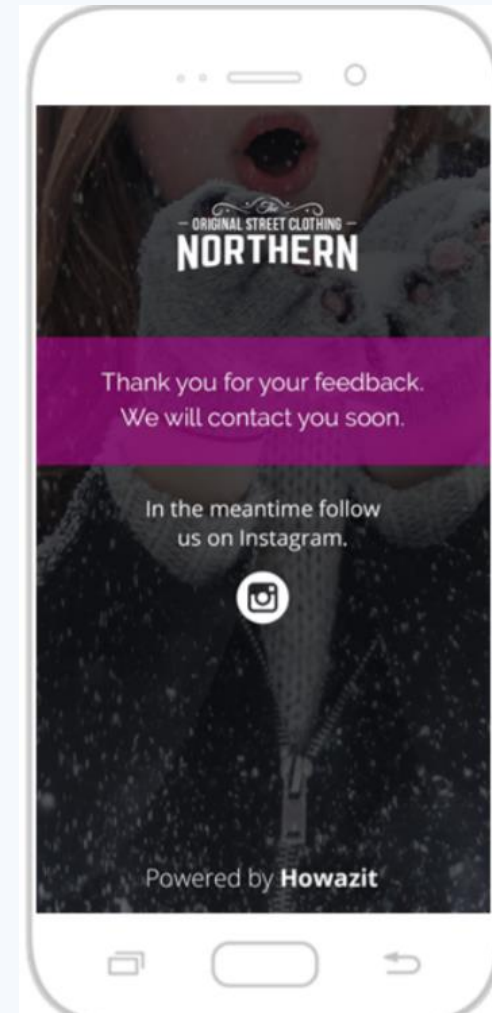 The
ORIGINAL STREET CLOTHING
NORTHERN
Thank you for your feedback.
We will contact you soon.
In the meantime follow
us on Instagram.
Powered by Howazit